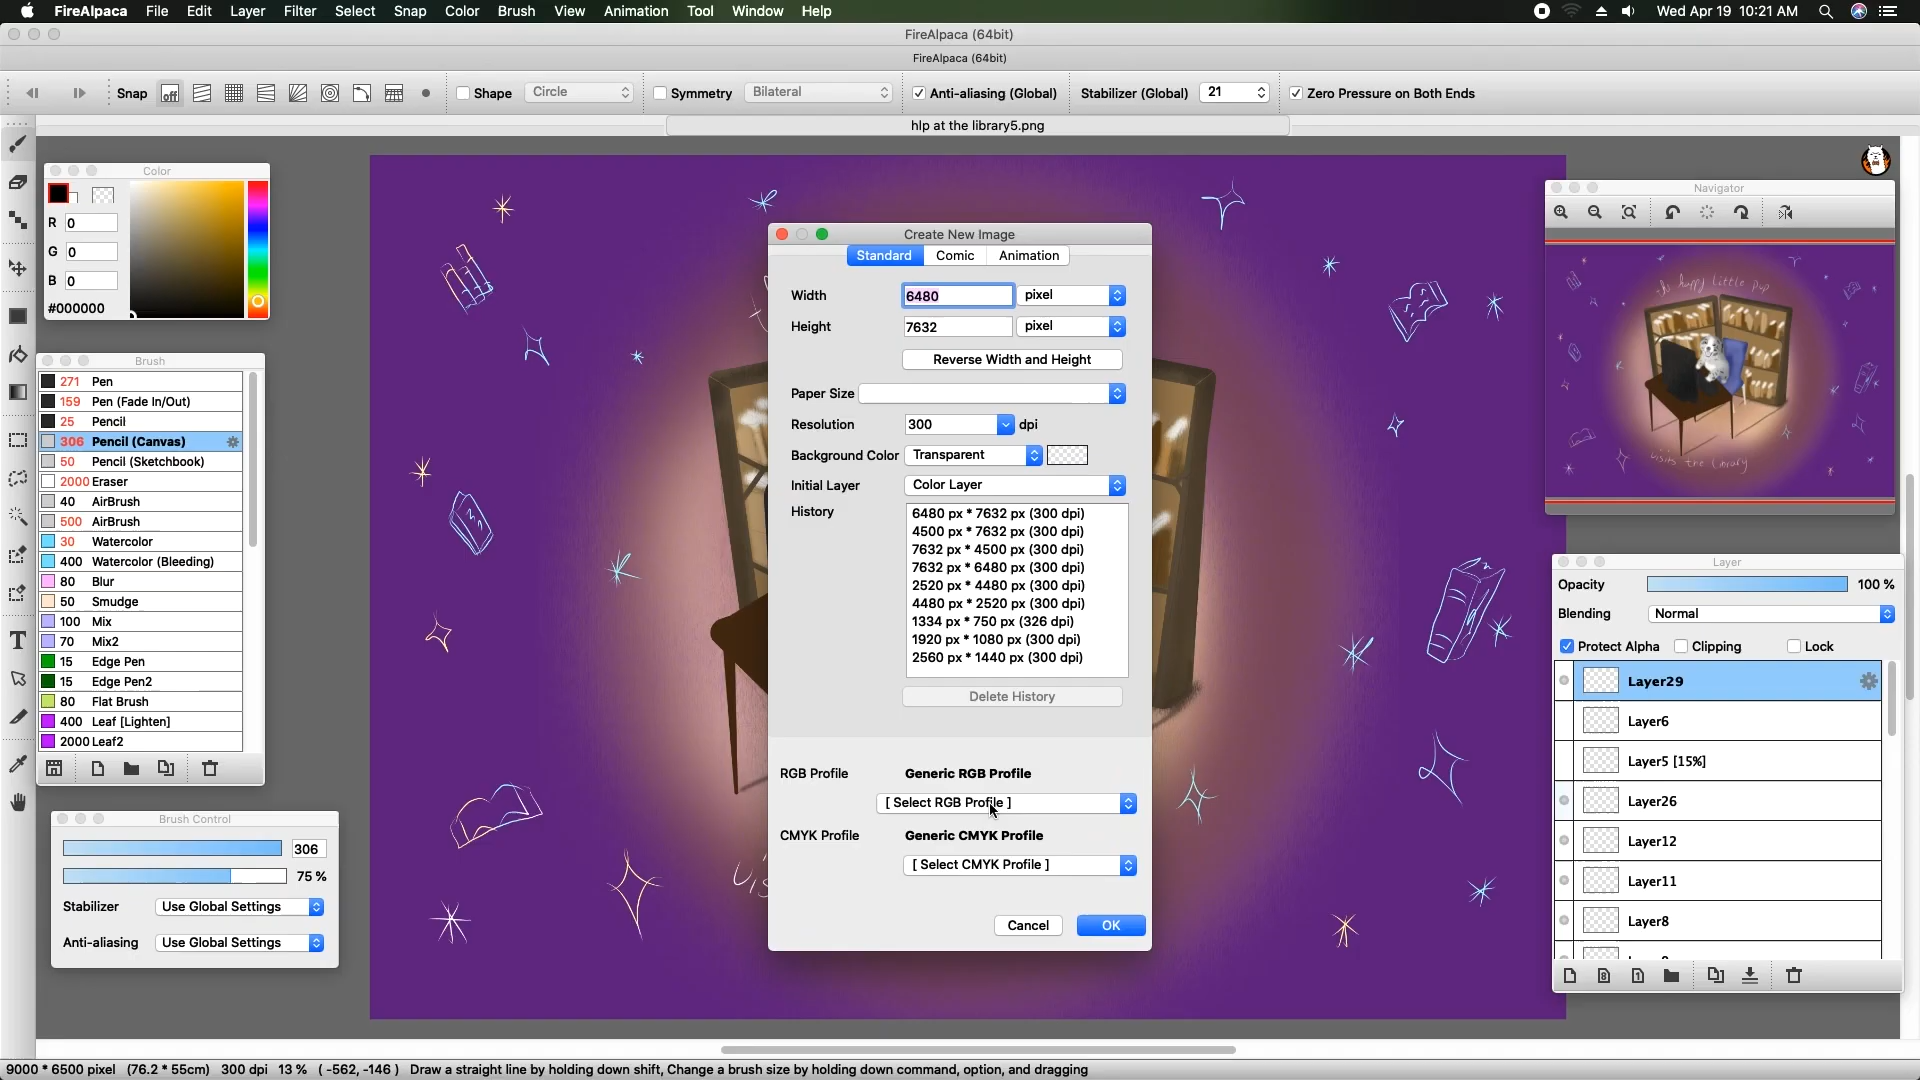 FireAlpaca File Edit Layer Filter Select Snap Color Brush View Animation Tool Window Help Wed Apr 19 10:21 AM
FireAlpaca (64bit)
FireAlpaca (64bit)
Snap off Shape Circle Symmetry Bilateral Anti-aliasing (Global) Stabilizer (Global) 21 Zero Pressure on Both Ends
hlp at the library5.png
Color
R 0
G 0
B 0
#000000
Brush
271 Pen
159 Pen (Fade In/Out)
25 Pencil
306 Pencil (Canvas)
50 Pencil (Sketchbook)
2000 Eraser
40 AirBrush
500 AirBrush
30 Watercolor
400 Watercolor (Bleeding)
80 Blur
50 Smudge
100 Mix
70 Mix2
15 Edge Pen
15 Edge Pen2
80 Flat Brush
400 Leaf [Lighten]
2000 Leaf2
Brush Control
306
75 %
Stabilizer Use Global Settings
Anti-aliasing Use Global Settings
Create New Image
Standard Comic Animation
Width 6480 pixel
Height 7632 pixel
Reverse Width and Height
Paper Size
Resolution 300 dpi
Background Color Transparent
Initial Layer Color Layer
History
6480 px * 7632 px (300 dpi)
4500 px * 7632 px (300 dpi)
7632 px * 4500 px (300 dpi)
7632 px * 6480 px (300 dpi)
2520 px * 4480 px (300 dpi)
4480 px * 2520 px (300 dpi)
1334 px * 750 px (326 dpi)
1920 px * 1080 px (300 dpi)
2560 px * 1440 px (300 dpi)
Delete History
RGB Profile Generic RGB Profile
[ Select RGB Profile ]
CMYK Profile Generic CMYK Profile
[ Select CMYK Profile ]
Cancel OK
Navigator
the happy little pup
visits the library
Layer
Opacity 100 %
Blending Normal
Protect Alpha Clipping Lock
Layer29
Layer6
Layer5 [15%]
Layer26
Layer12
Layer11
Layer8
9000 * 6500 pixel (76.2 * 55cm) 300 dpi 13 % ( -562, -146 ) Draw a straight line by holding down shift, Change a brush size by holding down command, option, and dragging